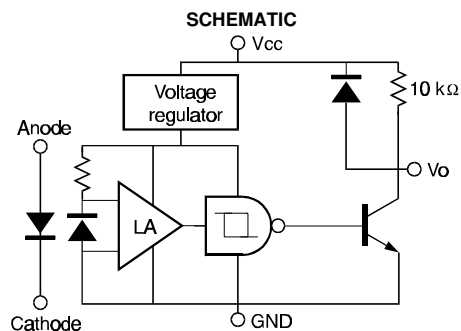 SCHEMATIC
Vcc
Voltage
regulator
10 kΩ
Anode
Vo
LA
Cathode
GND